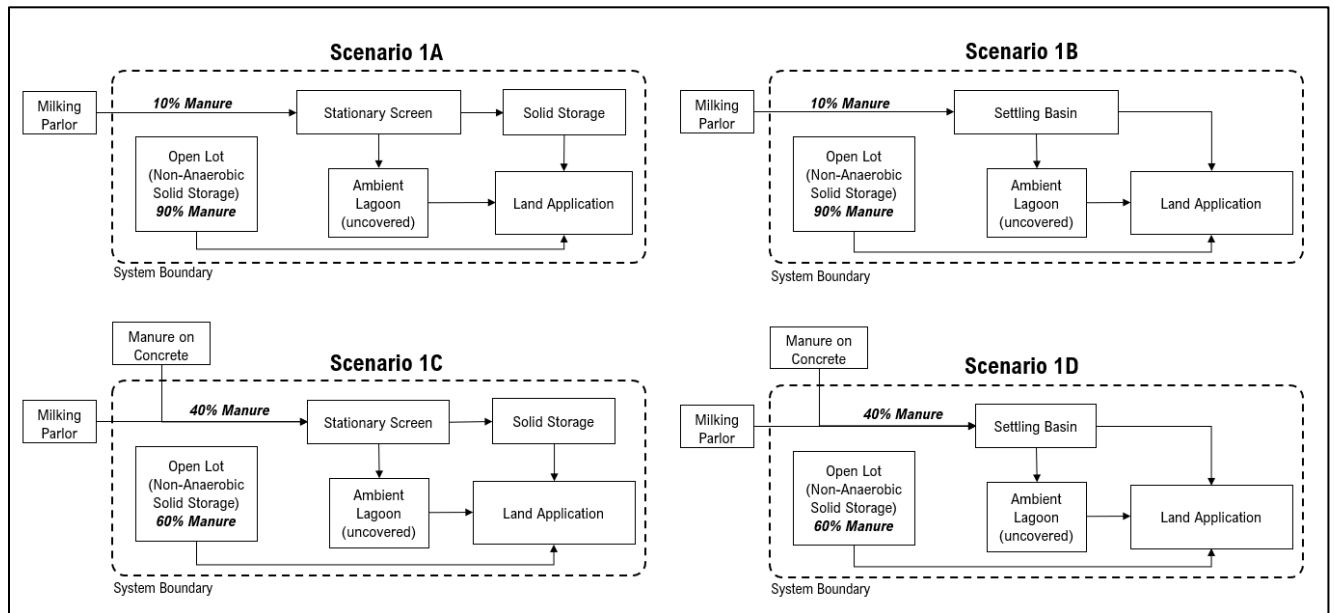 Scenario 1A
Milking
Parlor
10% Manure
Stationary Screen
Solid Storage
Open Lot
(Non-Anaerobic
Solid Storage)
90% Manure
Ambient
Lagoon
(uncovered)
Land Application
System Boundary
Scenario 1B
Milking
Parlor
10% Manure
Settling Basin
Open Lot
(Non-Anaerobic
Solid Storage)
90% Manure
Ambient
Lagoon
(uncovered)
Land Application
System Boundary
Manure on
Concrete
Scenario 1C
Milking
Parlor
40% Manure
Stationary Screen
Solid Storage
Open Lot
(Non-Anaerobic
Solid Storage)
60% Manure
Ambient
Lagoon
(uncovered)
Land Application
System Boundary
Manure on
Concrete
Scenario 1D
Milking
Parlor
40% Manure
Settling Basin
Open Lot
(Non-Anaerobic
Solid Storage)
60% Manure
Ambient
Lagoon
(uncovered)
Land Application
System Boundary